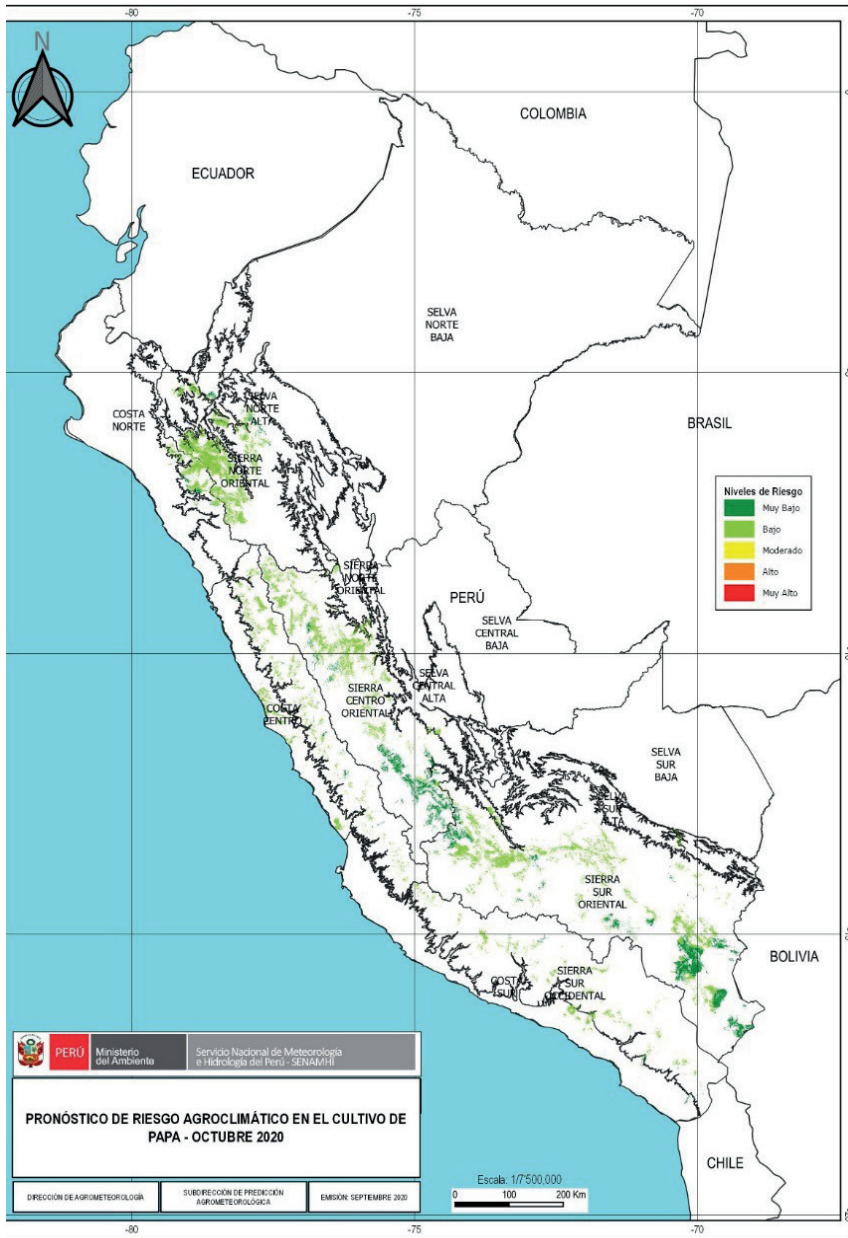 -80
-75
-70
N
COLOMBIA
ECUADOR
SELVA
NORTE
BAJA
COSTA
NORTE
SELVA
NORTE
ALTA
BRASIL
SIERRA
NORTE
ORIENTAL
Niveles de Riesgo
Muy Bajo
Bajo
Moderado
Alto
Muy Alto
SIERRA
NORTE
ORIENTAL
PERÚ
SELVA
CENTRAL
BAJA
SELVA
CENTRAL
ALTA
SIERRA
CENTRO
ORIENTAL
COSTA
CENTRO
SELVA
SUR
BAJA
SELVA
SUR
ALTA
SIERRA
SUR
ORIENTAL
BOLIVIA
COSTA
SUR
SIERRA
SUR
OCCIDENTAL
PERÚ
Ministerio
del Ambiente
Servicio Nacional de Meteorología
e Hidrología del Perú - SENAMHI
PRONÓSTICO DE RIESGO AGROCLIMÁTICO EN EL CULTIVO DE
PAPA - OCTUBRE 2020
DIRECCIÓN DE AGROMETEOROLOGÍA
SUBDIRECCIÓN DE PREDICCIÓN
AGROMETEOROLÓGICA
EMISIÓN: SEPTIEMBRE 2020
Escala: 1/7'500,000
0 100 200 Km
CHILE
-80
-75
-70